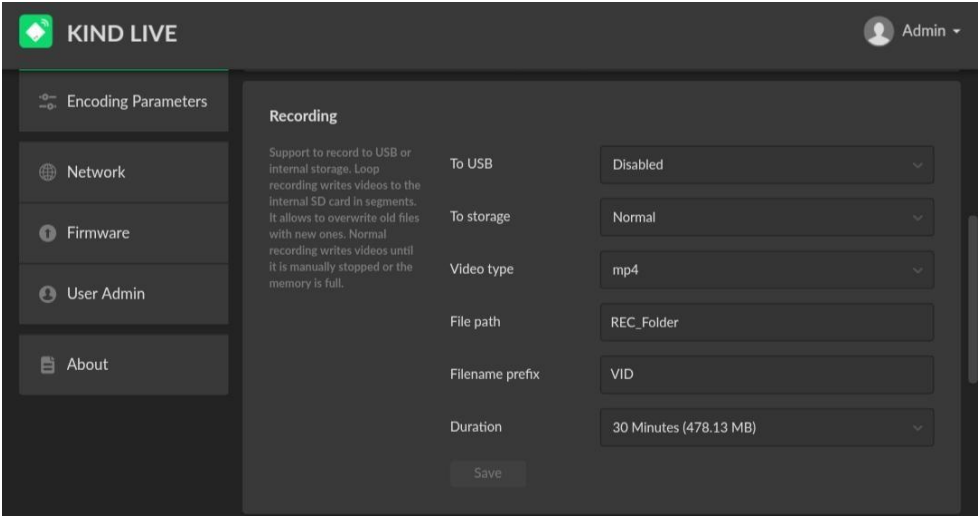 KIND LIVE
Admin
Encoding Parameters
Network
Firmware
User Admin
About
Recording
Support to record to USB or
internal storage. Loop
recording writes videos to the
internal SD card in segments.
It allows to overwrite old files
with new ones. Normal
recording writes videos until
it is manually stopped or the
memory is full.
To USB
Disabled
To storage
Normal
Video type
mp4
File path
REC_Folder
Filename prefix
VID
Duration
30 Minutes (478.13 MB)
Save